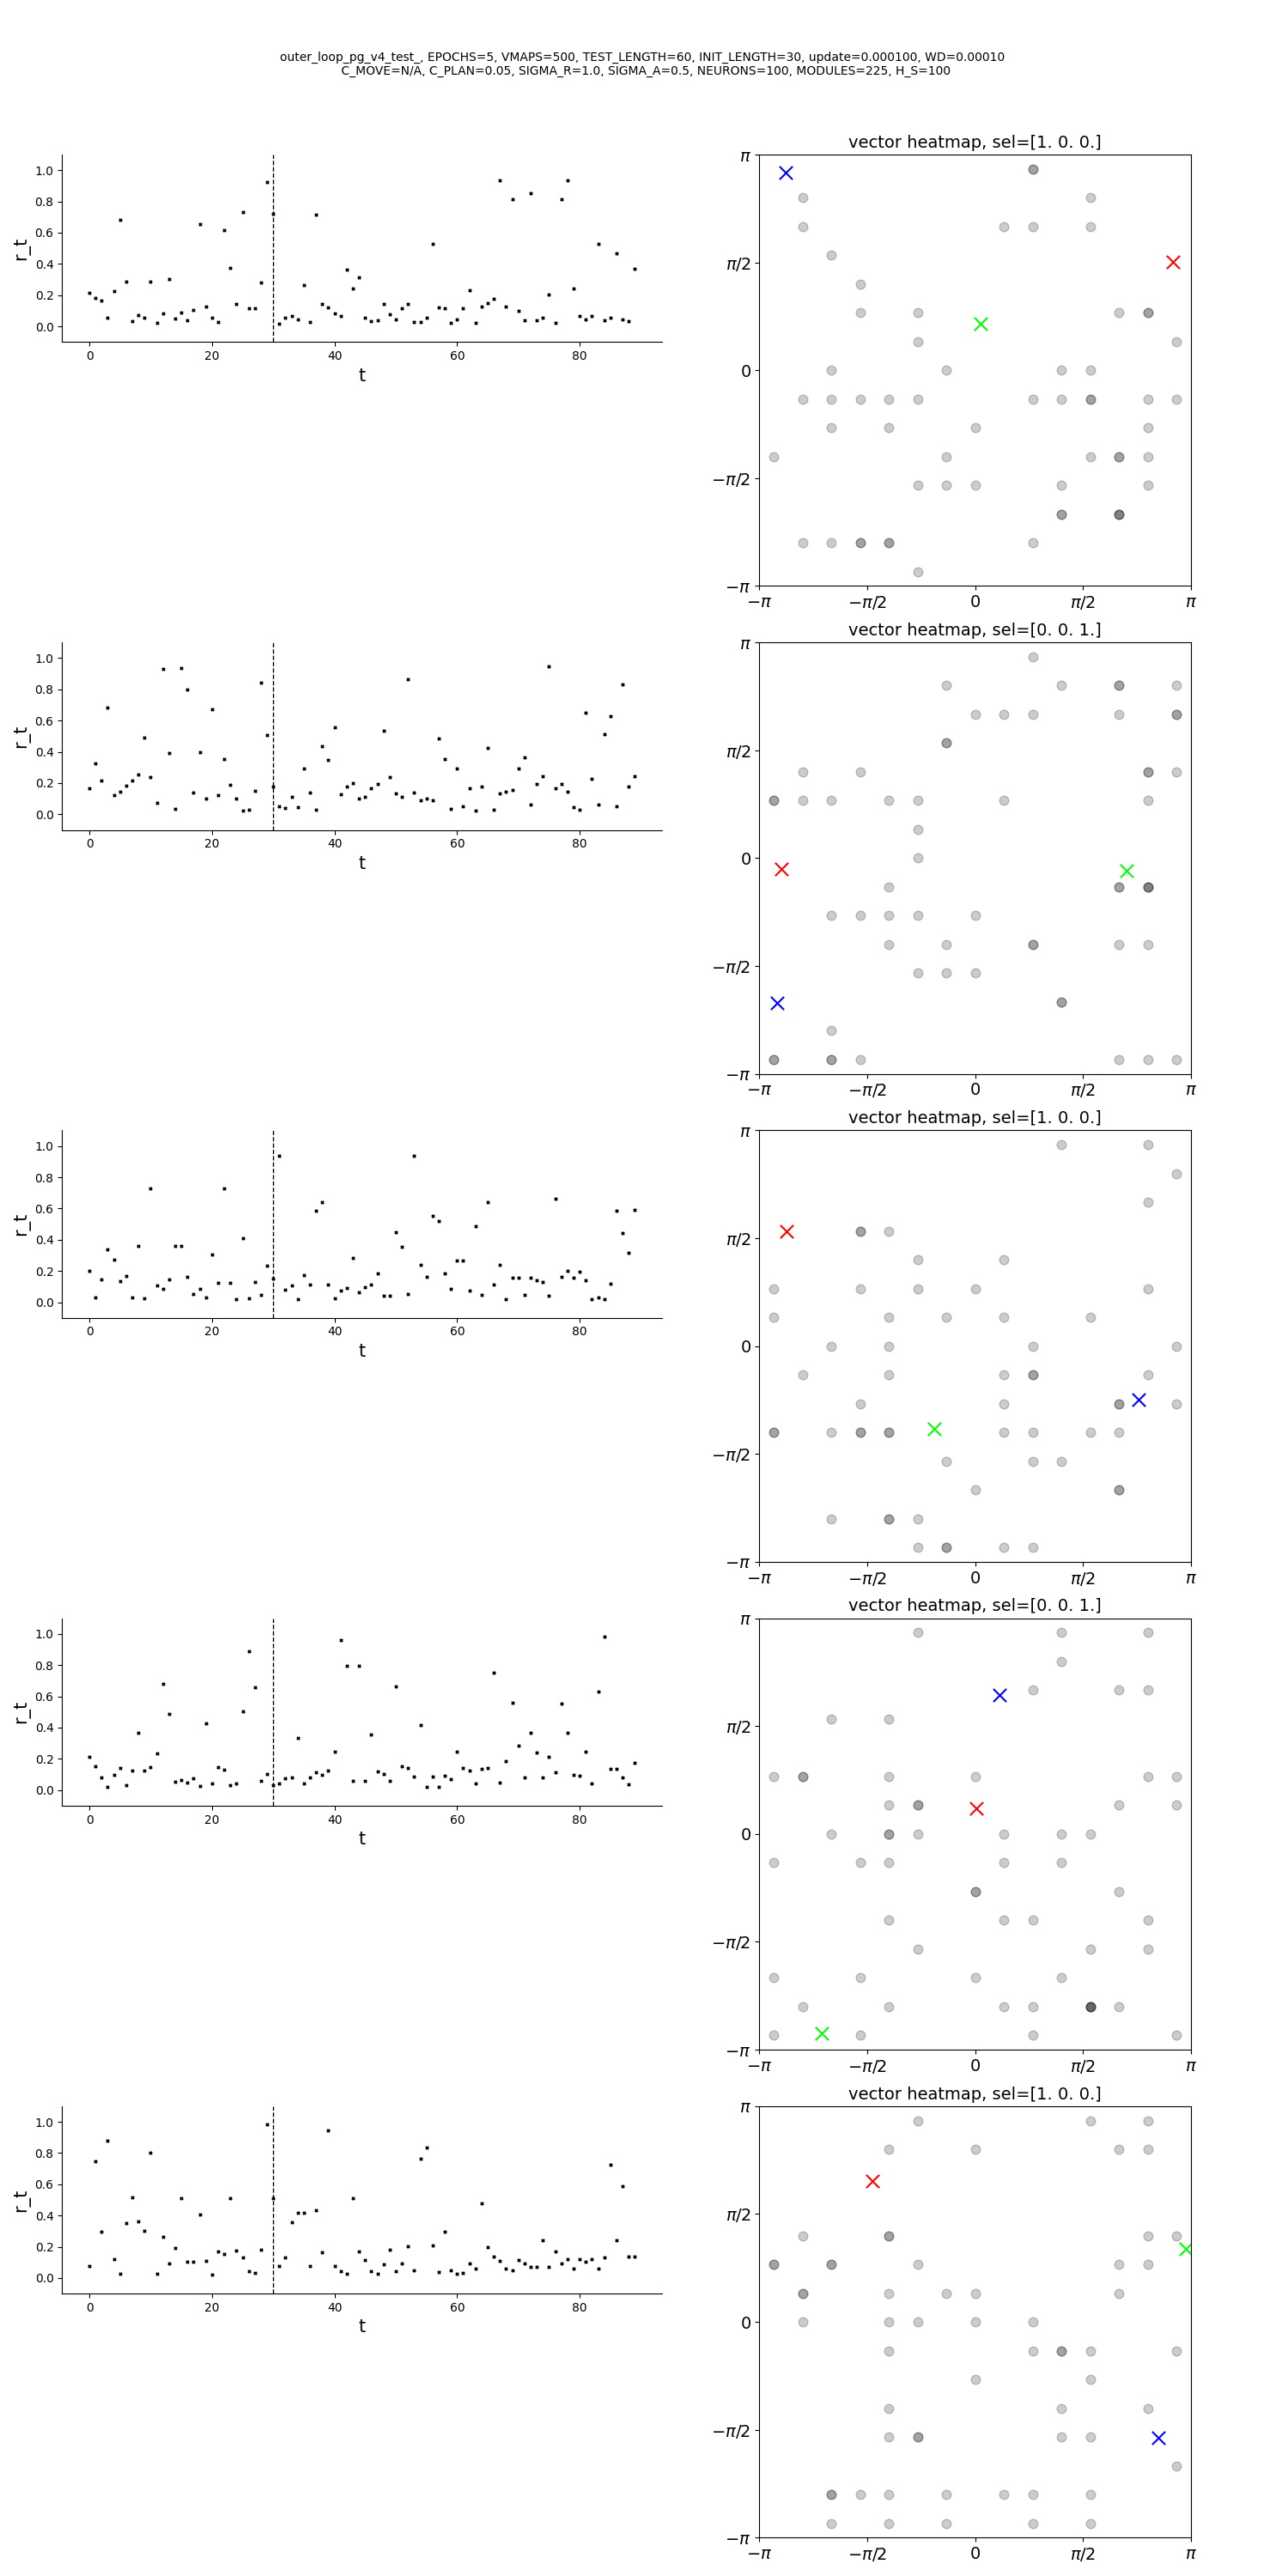 outer_loop_pg_v4_test_, EPOCHS=5, VMAPS=500, TEST_LENGTH=60, INIT_LENGTH=30, update=0.000100, WD=0.00010
C_MOVE=N/A, C_PLAN=0.05, SIGMA_R=1.0, SIGMA_A=0.5, NEURONS=100, MODULES=225, H_S=100
1.0
0.8
0.6
0.4
0.2
0.0
r_t
0 20 40 60 80
t
vector heatmap, sel=[1. 0. 0.]
π
π/2
0
−π/2
−π
−π −π/2 0 π/2 π
1.0
0.8
0.6
0.4
0.2
0.0
r_t
0 20 40 60 80
t
vector heatmap, sel=[0. 0. 1.]
π
π/2
0
−π/2
−π
−π −π/2 0 π/2 π
1.0
0.8
0.6
0.4
0.2
0.0
r_t
0 20 40 60 80
t
vector heatmap, sel=[1. 0. 0.]
π
π/2
0
−π/2
−π
−π −π/2 0 π/2 π
1.0
0.8
0.6
0.4
0.2
0.0
r_t
0 20 40 60 80
t
vector heatmap, sel=[0. 0. 1.]
π
π/2
0
−π/2
−π
−π −π/2 0 π/2 π
1.0
0.8
0.6
0.4
0.2
0.0
r_t
0 20 40 60 80
t
vector heatmap, sel=[1. 0. 0.]
π
π/2
0
−π/2
−π
−π −π/2 0 π/2 π